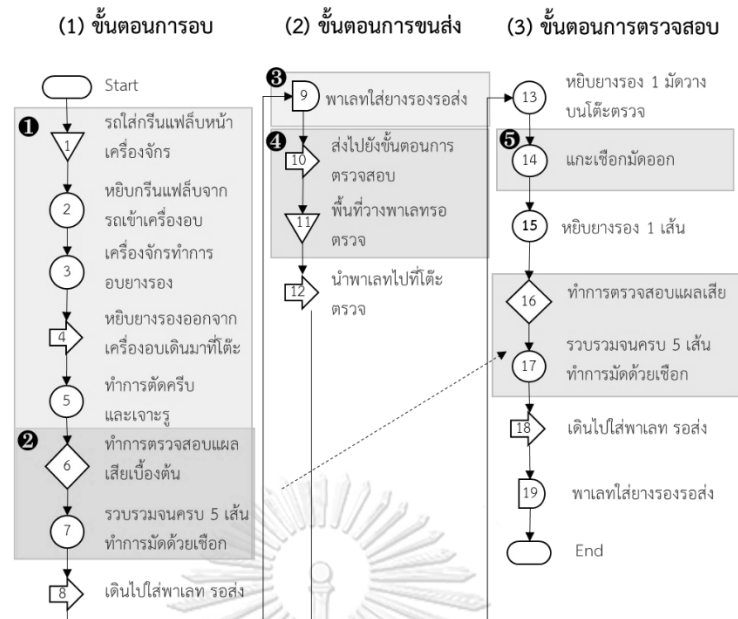 (1) ขั้นตอนการอบ
Start
❶
1
รถใส่กรีนแฟล็บหน้า
เครื่องจักร
2
หยิบกรีนแฟล็บจาก
รถเข้าเครื่องอบ
3
เครื่องจักรทำการ
อบยางรอง
4
หยิบยางรองออกจาก
เครื่องอบเดินมาที่โต๊ะ
5
ทำการตัดครีบ
และเจาะรู
❷
6
ทำการตรวจสอบแผล
เสียเบื้องต้น
7
รวบรวมจนครบ 5 เส้น
ทำการมัดด้วยเชือก
8
เดินไปใส่พาเลท รอส่ง
(2) ขั้นตอนการขนส่ง
❸
9
พาเลทใส่ยางรองรอส่ง
❹
10
ส่งไปยังขั้นตอนการ
ตรวจสอบ
11
พื้นที่วางพาเลทรอ
ตรวจ
12
นำพาเลทไปที่โต๊ะ
ตรวจ
(3) ขั้นตอนการตรวจสอบ
13
หยิบยางรอง 1 มัดวาง
บนโต๊ะตรวจ
❺
14
แกะเชือกมัดออก
15
หยิบยางรอง 1 เส้น
16
ทำการตรวจสอบแผลเสีย
17
รวบรวมจนครบ 5 เส้น
ทำการมัดด้วยเชือก
18
เดินไปใส่พาเลท รอส่ง
19
พาเลทใส่ยางรองรอส่ง
End